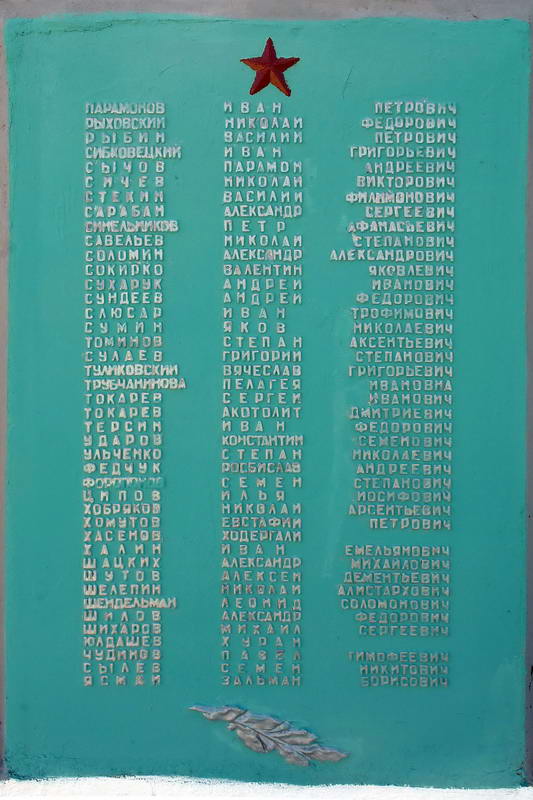 ПАРАМОНОВ ИВАН ПЕТРОВИЧ
РЫХОВСКИЙ НИКОЛАЙ ФЕДОРОВИЧ
РЫБИН ВАСИЛИЙ ПЕТРОВИЧ
СИБКОВЕЦКИЙ ИВАН ГРИГОРЬЕВИЧ
СЫЧОВ ПАРАМОН АНДРЕЕВИЧ
СИЧЕВ НИКОЛАЙ ВИКТОРОВИЧ
СТЕКИН ВАСИЛИЙ ФИЛИМОНОВИЧ
САРАБАН АЛЕКСАНДР СЕРГЕЕВИЧ
СИНЕЛЬНИКОВ ПЕТР АФАНАСЬЕВИЧ
САВЕЛЬЕВ НИКОЛАЙ СТЕПАНОВИЧ
СОЛОМИН АЛЕКСАНДР АЛЕКСАНДРОВИЧ
СОКИРКО ВАЛЕНТИН ЯКОВЛЕВИЧ
СУХАРУК АНДРЕЙ ИВАНОВИЧ
СУНДЕЕВ АНДРЕЙ ФЕДОРОВИЧ
СЛЮСАР ИВАН ТРОФИМОВИЧ
СУМИН ЯКОВ НИКОЛАЕВИЧ
ТОМИНОВ СТЕПАН АКСЕНТЬЕВИЧ
СУЛАЕВ ГРИГОРИЙ СТЕПАНОВИЧ
ТУЛИКОВСКИЙ ВЯЧЕСЛАВ ГРИГОРЬЕВИЧ
ТРУБЧАНИНОВА ПЕЛАГЕЯ ИВАНОВНА
ТОКАРЕВ СЕРГЕЙ ИВАНОВИЧ
ТОКАРЕВ АКОТОЛИТ ДМИТРИЕВИЧ
ТЕРСИН ИВАН ФЕДОРОВИЧ
УДАРОВ КОНСТАНТИН СЕМЕНОВИЧ
УЛЬЧЕНКО СТЕПАН НИКОЛАЕВИЧ
ФЕДЧУК РОСБИСЛАВ АНДРЕЕВИЧ
СЕМЕН СТЕПАНОВИЧ
ЦИПОВ ИЛЬЯ ИОСИФОВИЧ
ХОБРЯКОВ НИКОЛАЙ АРСЕНТЬЕВИЧ
ХОМУТОВ ЕВСТАФИЙ ПЕТРОВИЧ
ХАСЕНОВ ХОДЕРГАЛИ
ХАЛИН ИВАН ЕМЕЛЬЯНОВИЧ
ШАЦКИХ АЛЕКСАНДР МИХАИЛОВИЧ
ШУТОВ АЛЕКСЕЙ ДЕМЕНТЬЕВИЧ
ШЕЛЕПИН НИКОЛАЙ АЛИСТАРХОВИЧ
ШЕНДЕЛЬМАН ЛЕОНИД СОЛОМОНОВИЧ
ШИЛОВ АЛЕКСАНДР ФЕДОРОВИЧ
ШИХАРОВ МИХАИЛ СЕРГЕЕВИЧ
ЮЛДАШЕВ ХУРАН
ЧУДИНОВ ПАВЕЛ ТИМОФЕЕВИЧ
СЫЛЕВ СЕМЕН НИКИТОВИЧ
ЯСМАН ЗАЛЬМАН БОРИСОВИЧ